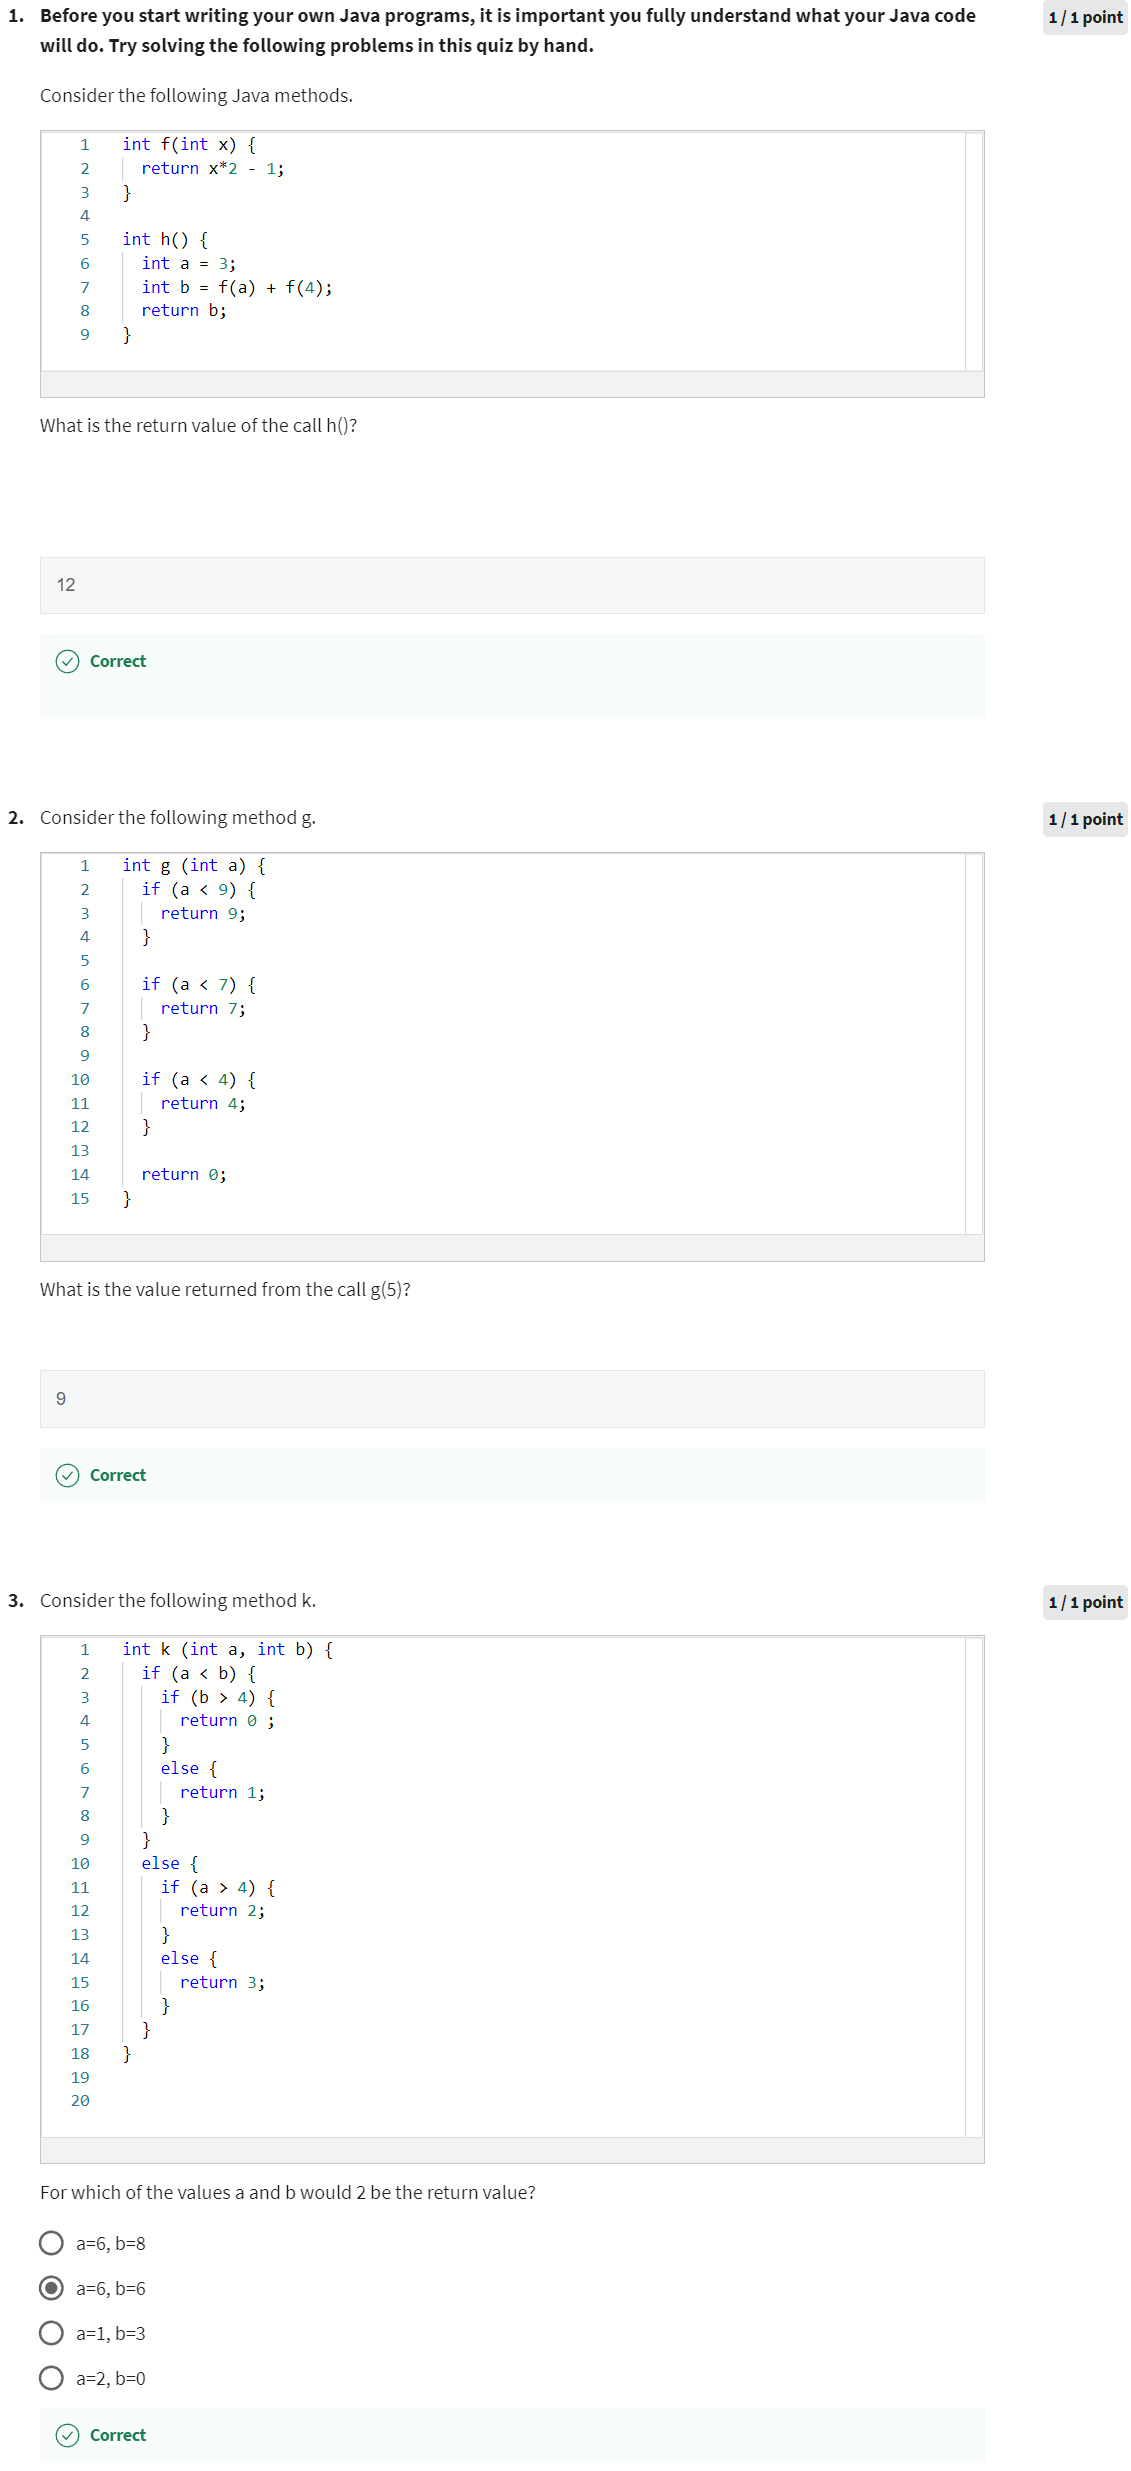 1. Before you start writing your own Java programs, it is important you fully understand what your Java code
1 / 1 point
will do. Try solving the following problems in this quiz by hand.
Consider the following Java methods.
1 int f(int x) {
2 return x*2 - 1;
3 }
4
5 int h() {
6 int a = 3;
7 int b = f(a) + f(4);
8 return b;
9 }
What is the return value of the call h()?
12
Correct
2. Consider the following method g.
1 / 1 point
1 int g (int a) {
2 if (a < 9) {
3 return 9;
4 }
5
6 if (a < 7) {
7 return 7;
8 }
9
10 if (a < 4) {
11 return 4;
12 }
13
14 return 0;
15 }
What is the value returned from the call g(5)?
9
Correct
3. Consider the following method k.
1 / 1 point
1 int k (int a, int b) {
2 if (a < b) {
3 if (b > 4) {
4 return 0 ;
5 }
6 else {
7 return 1;
8 }
9 }
10 else {
11 if (a > 4) {
12 return 2;
13 }
14 else {
15 return 3;
16 }
17 }
18 }
19
20
For which of the values a and b would 2 be the return value?
a=6, b=8
a=6, b=6
a=1, b=3
a=2, b=0
Correct